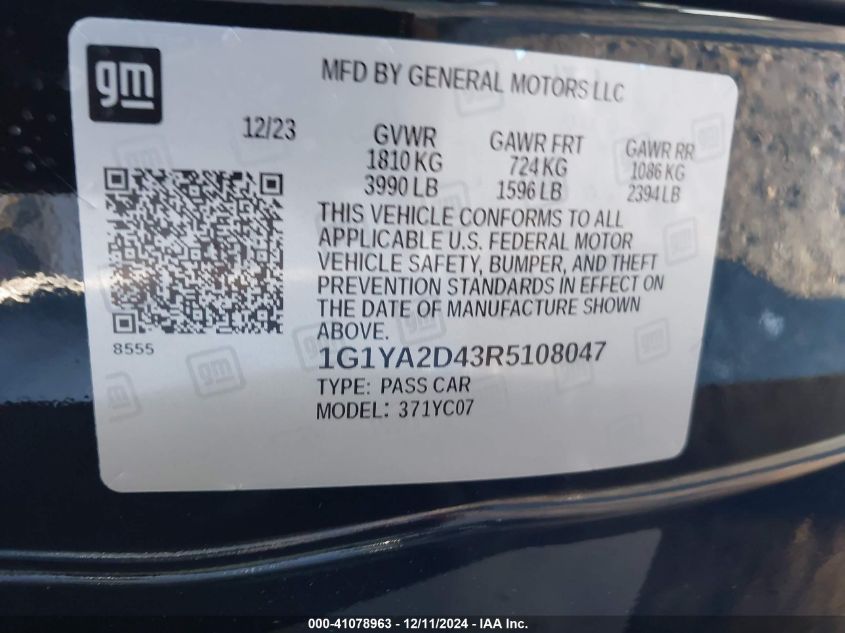 gm
MFD BY GENERAL MOTORS LLC
12/23
GVWR
1810 KG
3990 LB
GAWR FRT
724 KG
1596 LB
GAWR RR
1086 KG
2394 LB
THIS VEHICLE CONFORMS TO ALL
APPLICABLE U.S. FEDERAL MOTOR
VEHICLE SAFETY, BUMPER, AND THEFT
PREVENTION STANDARDS IN EFFECT ON
THE DATE OF MANUFACTURE SHOWN
ABOVE.
8555
1G1YA2D43R5108047
TYPE: PASS CAR
MODEL: 371YC07
000-41078963 - 12/11/2024 - IAA Inc.